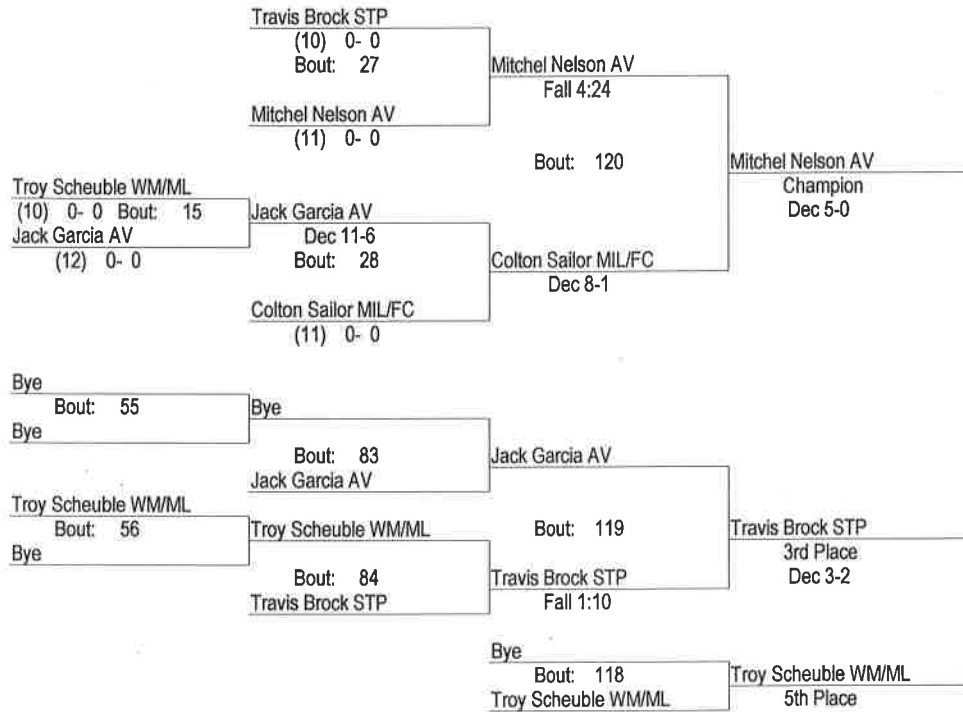 Travis Brock STP
(10) 0- 0
Bout: 27
Mitchel Nelson AV
Fall 4:24
Mitchel Nelson AV
(11) 0- 0
Bout: 120
Mitchel Nelson AV
Champion
Dec 5-0
Troy Scheuble WM/ML
(10) 0- 0 Bout: 15
Jack Garcia AV
Dec 11-6
Jack Garcia AV
(12) 0- 0
Bout: 28
Colton Sailor MIL/FC
Dec 8-1
Colton Sailor MIL/FC
(11) 0- 0
Bye
Bout: 55
Bye
Bye
Bout: 83
Jack Garcia AV
Jack Garcia AV
Troy Scheuble WM/ML
Bout: 56
Troy Scheuble WM/ML
Bye
Bout: 119
Travis Brock STP
3rd Place
Dec 3-2
Bout: 84
Travis Brock STP
Fall 1:10
Travis Brock STP
Bye
Bout: 118
Troy Scheuble WM/ML
Troy Scheuble WM/ML
5th Place